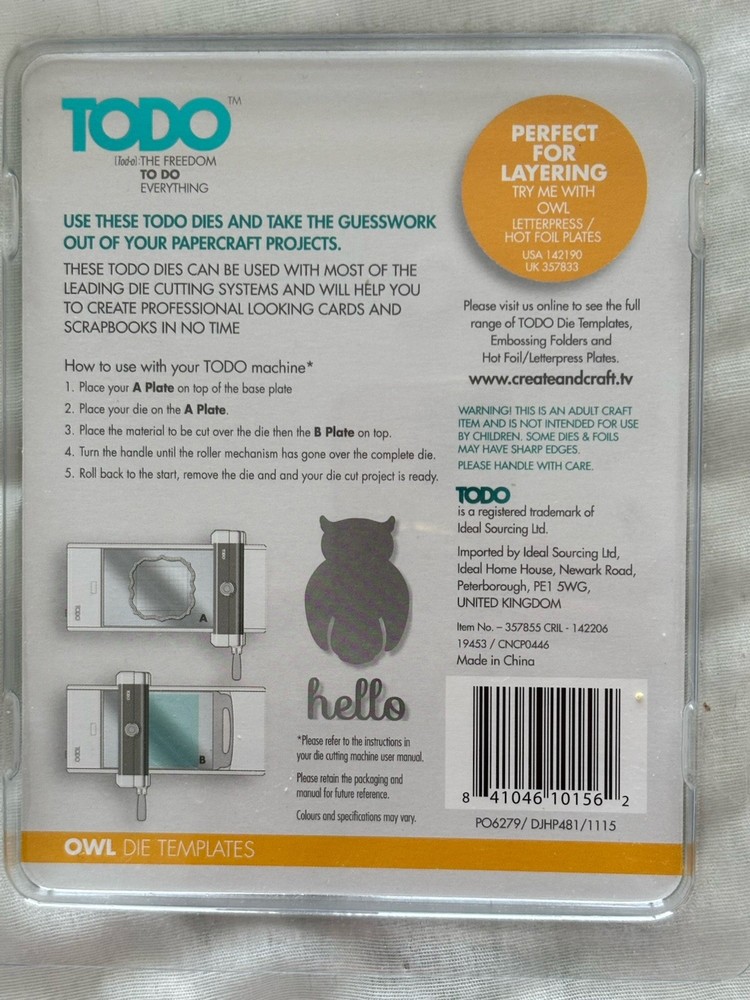 TODO™
[Tod-o]: THE FREEDOM
TO DO
EVERYTHING
USE THESE TODO DIES AND TAKE THE GUESSWORK
OUT OF YOUR PAPERCRAFT PROJECTS.
THESE TODO DIES CAN BE USED WITH MOST OF THE
LEADING DIE CUTTING SYSTEMS AND WILL HELP YOU
TO CREATE PROFESSIONAL LOOKING CARDS AND
SCRAPBOOKS IN NO TIME
How to use with your TODO machine*
1. Place your A Plate on top of the base plate
2. Place your die on the A Plate.
3. Place the material to be cut over the die then the B Plate on top.
4. Turn the handle until the roller mechanism has gone over the complete die.
5. Roll back to the start, remove the die and and your die cut project is ready.
PERFECT
FOR
LAYERING
TRY ME WITH
OWL
LETTERPRESS /
HOT FOIL PLATES
USA 142190
UK 357833
Please visit us online to see the full
range of TODO Die Templates,
Embossing Folders and
Hot Foil/Letterpress Plates.
www.createandcraft.tv
WARNING! THIS IS AN ADULT CRAFT
ITEM AND IS NOT INTENDED FOR USE
BY CHILDREN. SOME DIES & FOILS
MAY HAVE SHARP EDGES.
PLEASE HANDLE WITH CARE.
TODO
is a registered trademark of
Ideal Sourcing Ltd.
Imported by Ideal Sourcing Ltd,
Ideal Home House, Newark Road,
Peterborough, PE1 5WG,
UNITED KINGDOM
Item No. – 357855 CRIL - 142206
19453 / CNCP0446
Made in China
TODO
TODO
A
TODO
TODO
B
hello
*Please refer to the instructions in
your die cutting machine user manual.
Please retain the packaging and
manual for future reference.
Colours and specifications may vary.
8 41046 10156 2
PO6279/ DJHP481/1115
OWL DIE TEMPLATES